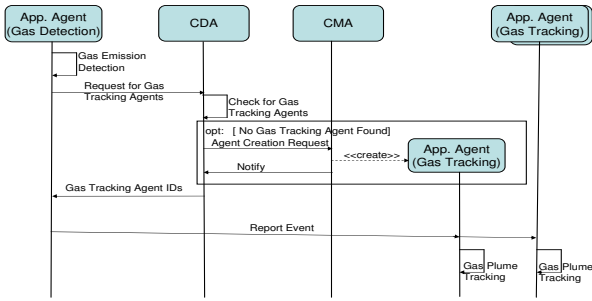 App. Agent
(Gas Detection)
CDA
CMA
App. Agent
(Gas Tracking)
Gas Emission
Detection
Request for Gas
Tracking Agents
Check for Gas
Tracking Agents
opt: [ No Gas Tracking Agent Found]
Agent Creation Request
<<create>>
App. Agent
(Gas Tracking)
Notify
Gas Tracking Agent IDs
Report Event
Gas Plume
Tracking
Gas Plume
Tracking